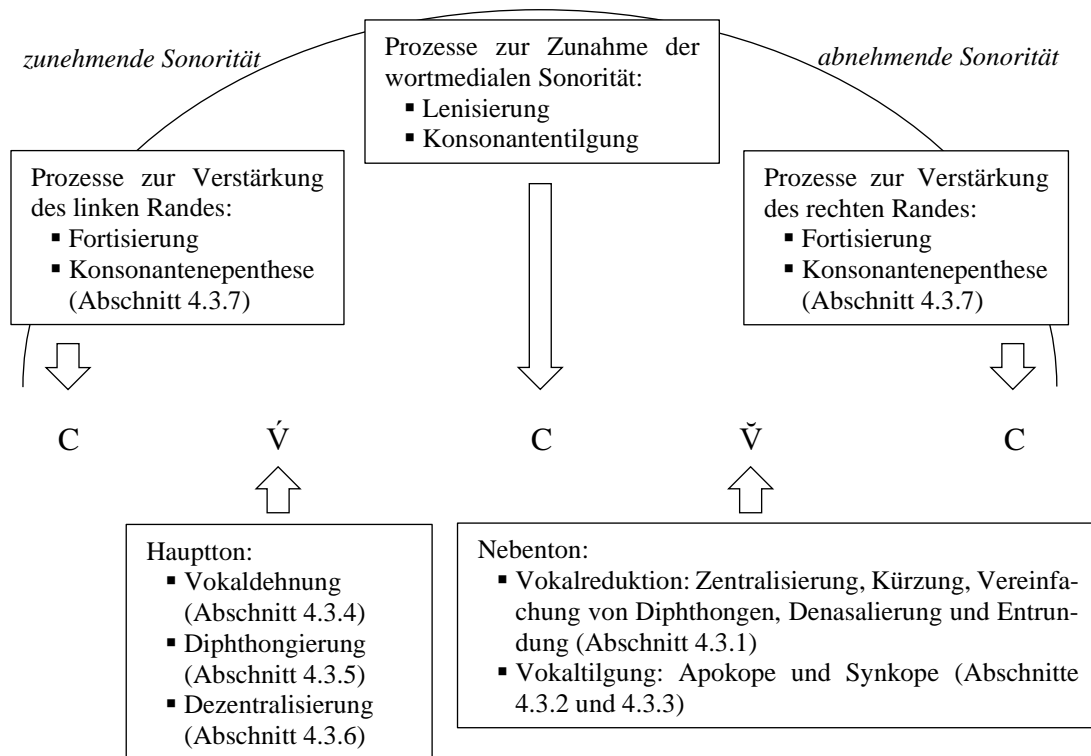 zunehmende Sonorität
Prozesse zur Zunahme der
wortmedialen Sonorität:
▪ Lenisierung
▪ Konsonantentilgung
abnehmende Sonorität
Prozesse zur Verstärkung
des linken Randes:
▪ Fortisierung
▪ Konsonantenepenthese
(Abschnitt 4.3.7)
Prozesse zur Verstärkung
des rechten Randes:
▪ Fortisierung
▪ Konsonantenepenthese
(Abschnitt 4.3.7)
C V́ C V̆ C
Hauptton:
▪ Vokaldehnung
(Abschnitt 4.3.4)
▪ Diphthongierung
(Abschnitt 4.3.5)
▪ Dezentralisierung
(Abschnitt 4.3.6)
Nebenton:
▪ Vokalreduktion: Zentralisierung, Kürzung, Verein-
fachung von Diphthongen, Denasalierung und Entrun-
dung (Abschnitt 4.3.1)
▪ Vokaltilgung: Apokope und Synkope (Abschnitte
4.3.2 und 4.3.3)